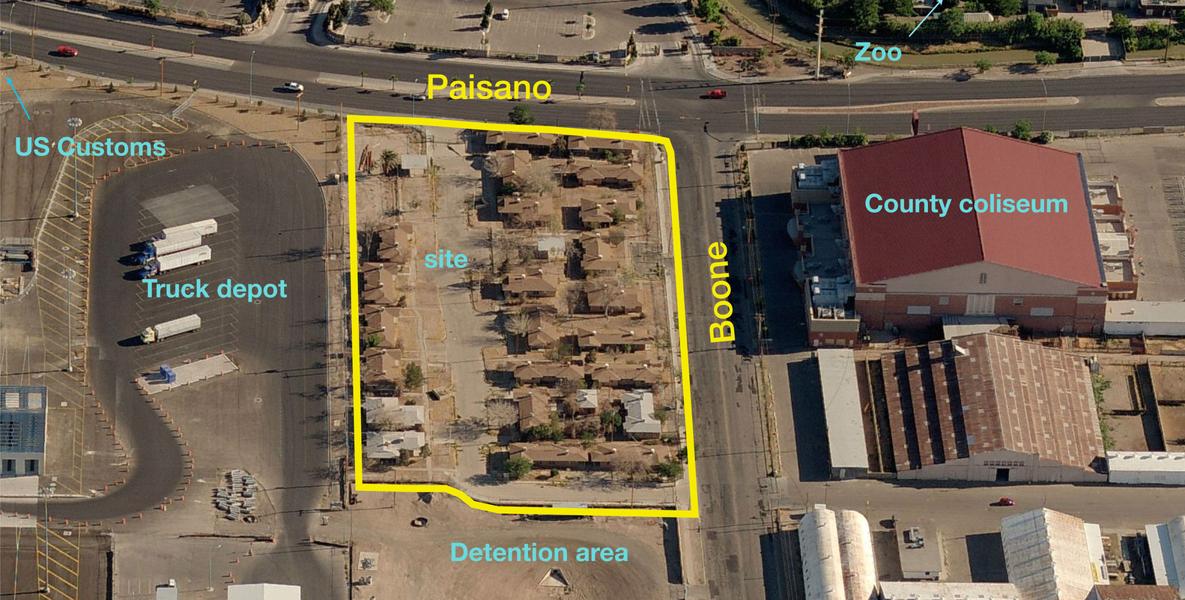 Zoo
Paisano
US Customs
County coliseum
site
Boone
Truck depot
Detention area